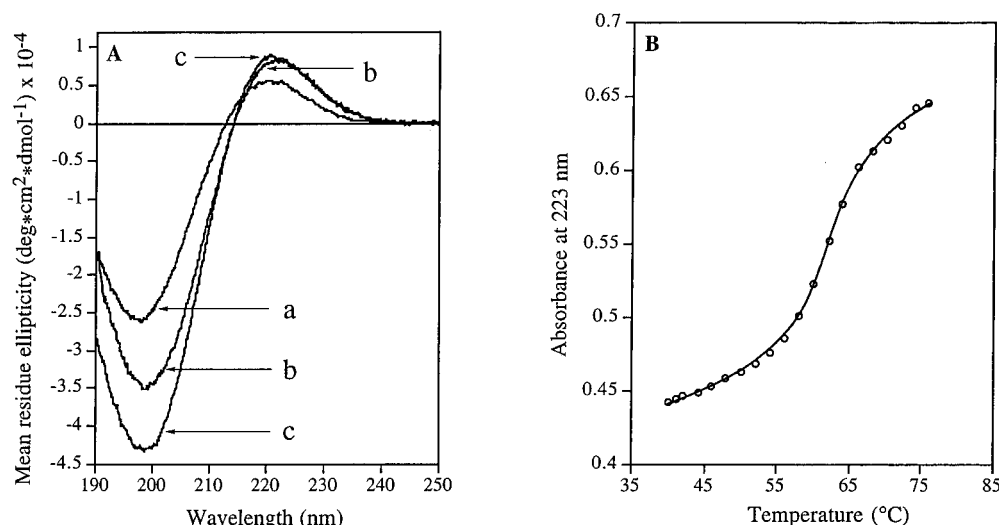 A
Mean residue ellipticity (deg*cm²*dmol⁻¹) x 10⁻⁴
1
0.5
0
-0.5
-1
-1.5
-2
-2.5
-3
-3.5
-4
-4.5
c
b
a
b
c
190 200 210 220 230 240 250
Wavelength (nm)
B
Absorbance at 223 nm
0.7
0.65
0.6
0.55
0.5
0.45
0.4
35 45 55 65 75 85
Temperature (°C)